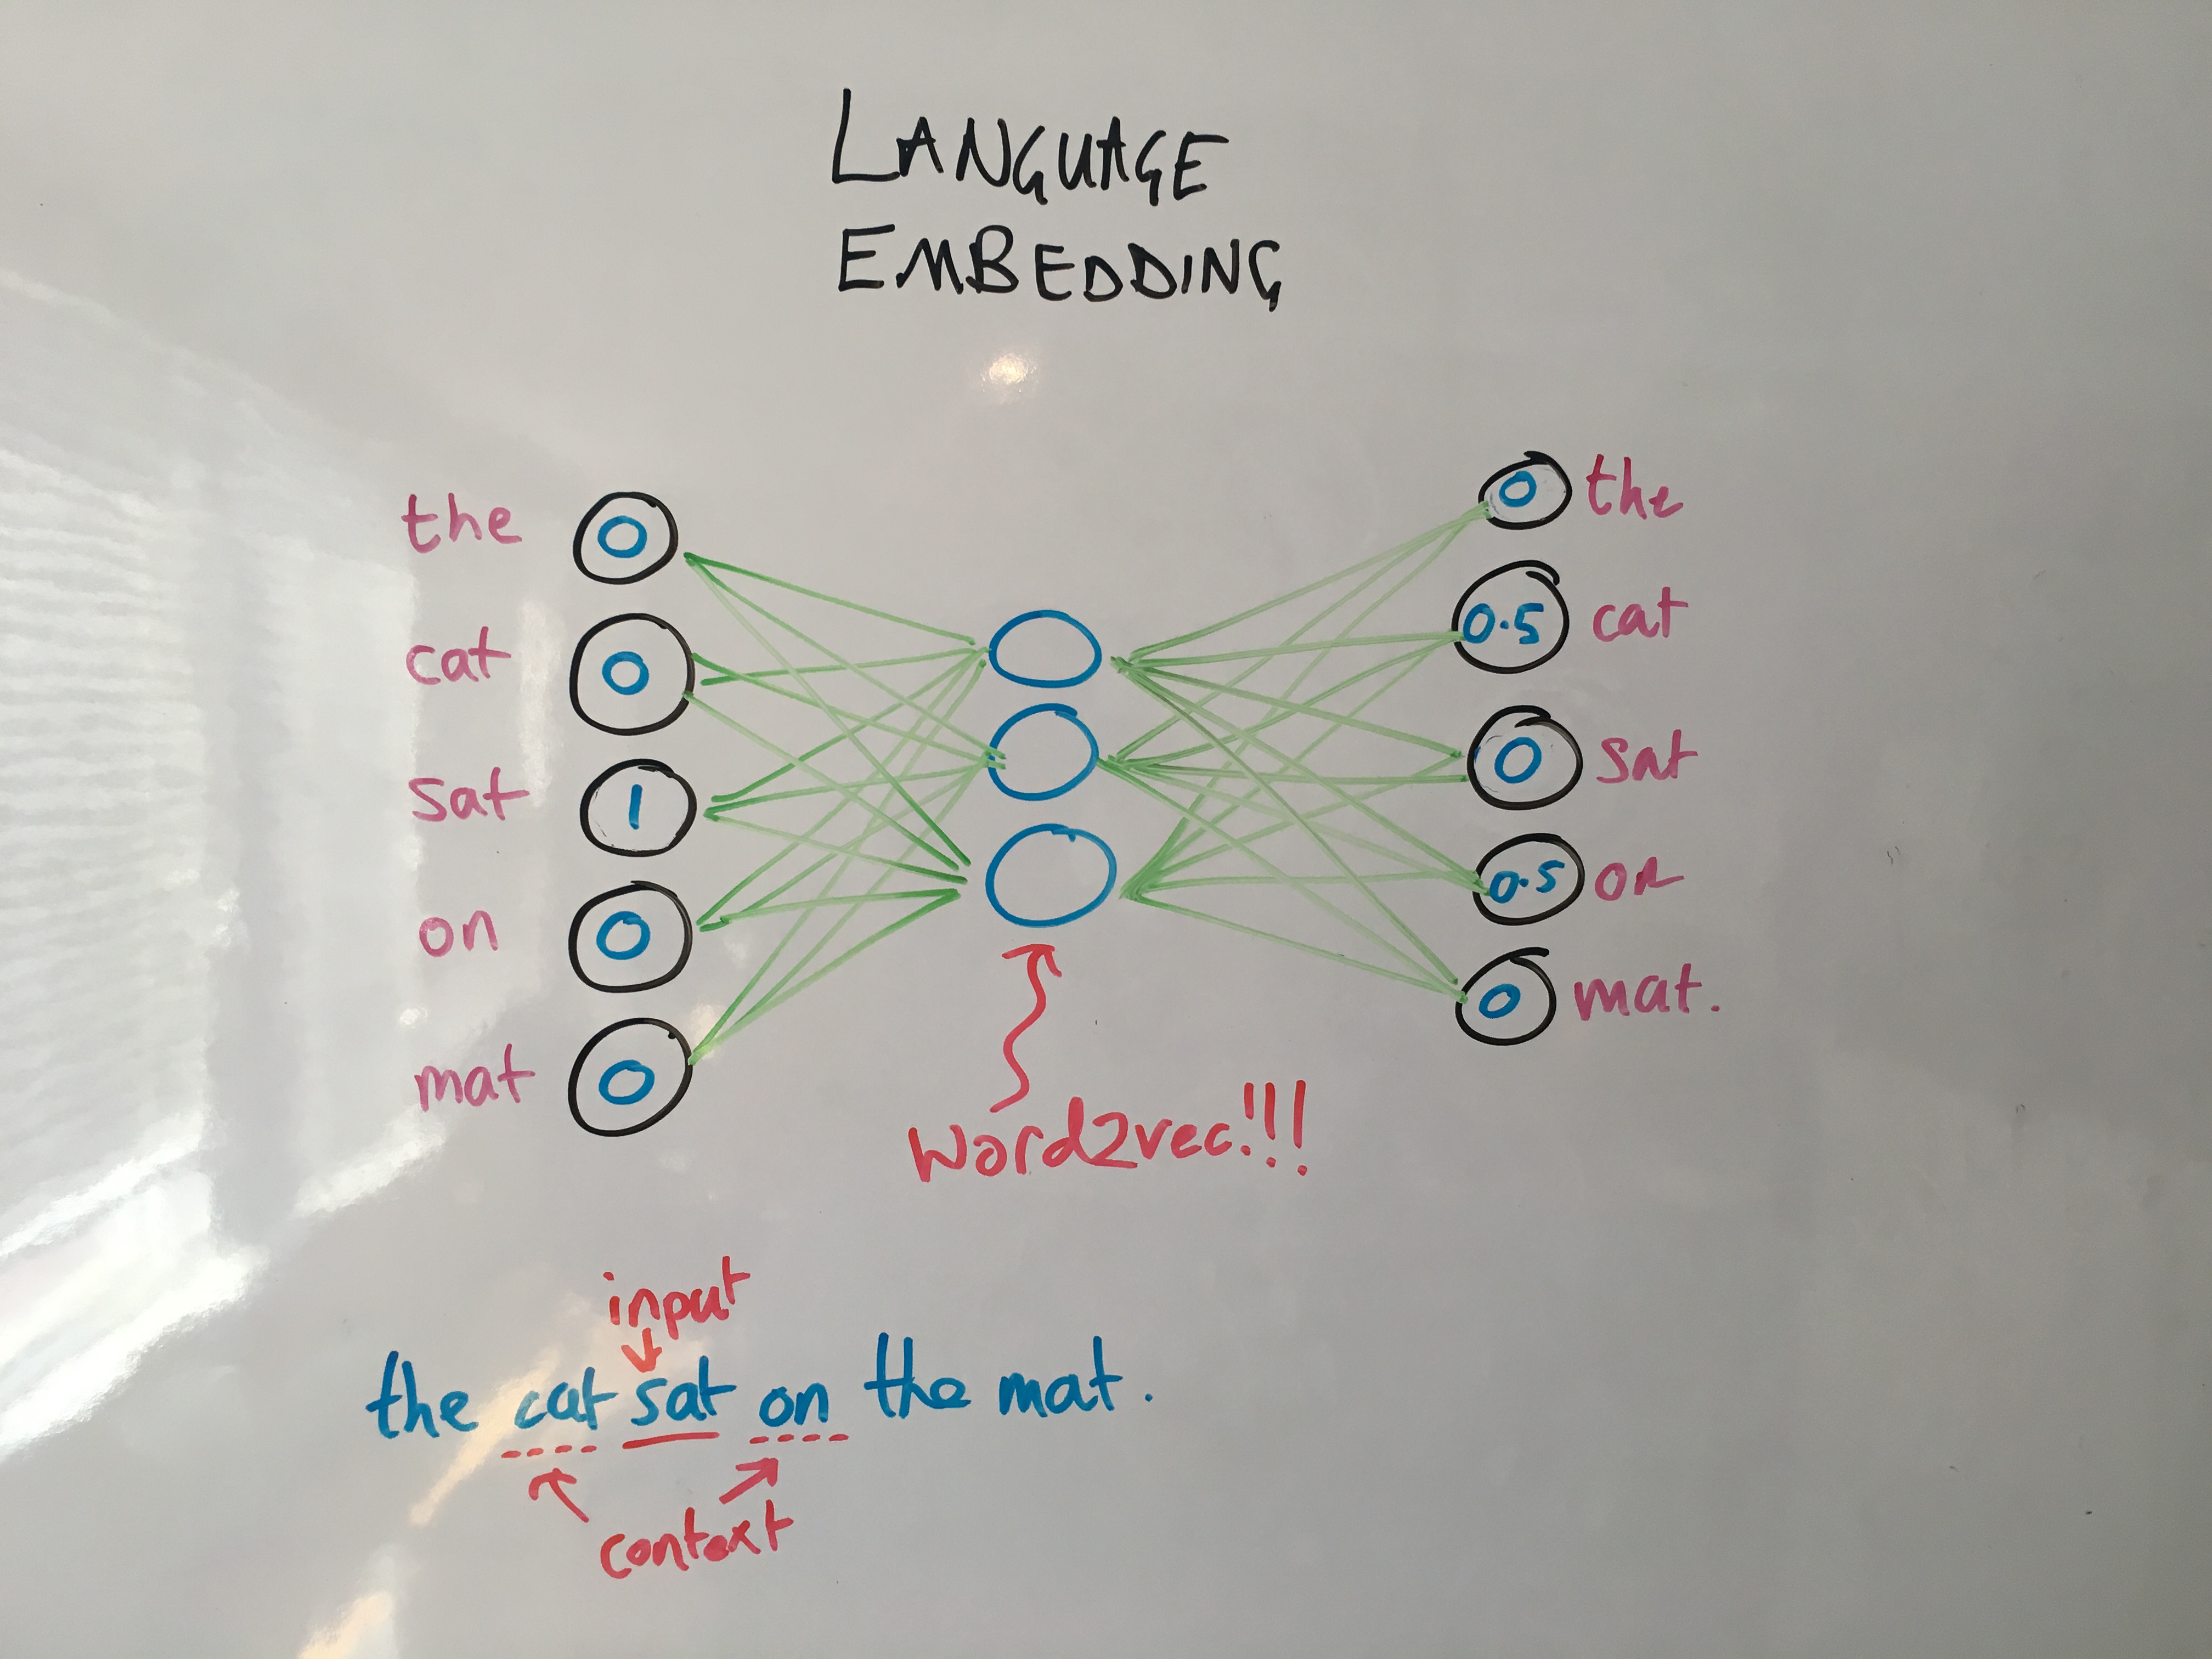 LANGUAGE
EMBEDDING
the 0 0 the
cat 0 0.5 cat
sat 1 0 sat
on 0 0.5 on
mat 0 0 mat.
word2vec!!!
input
the cat sat on the mat.
context